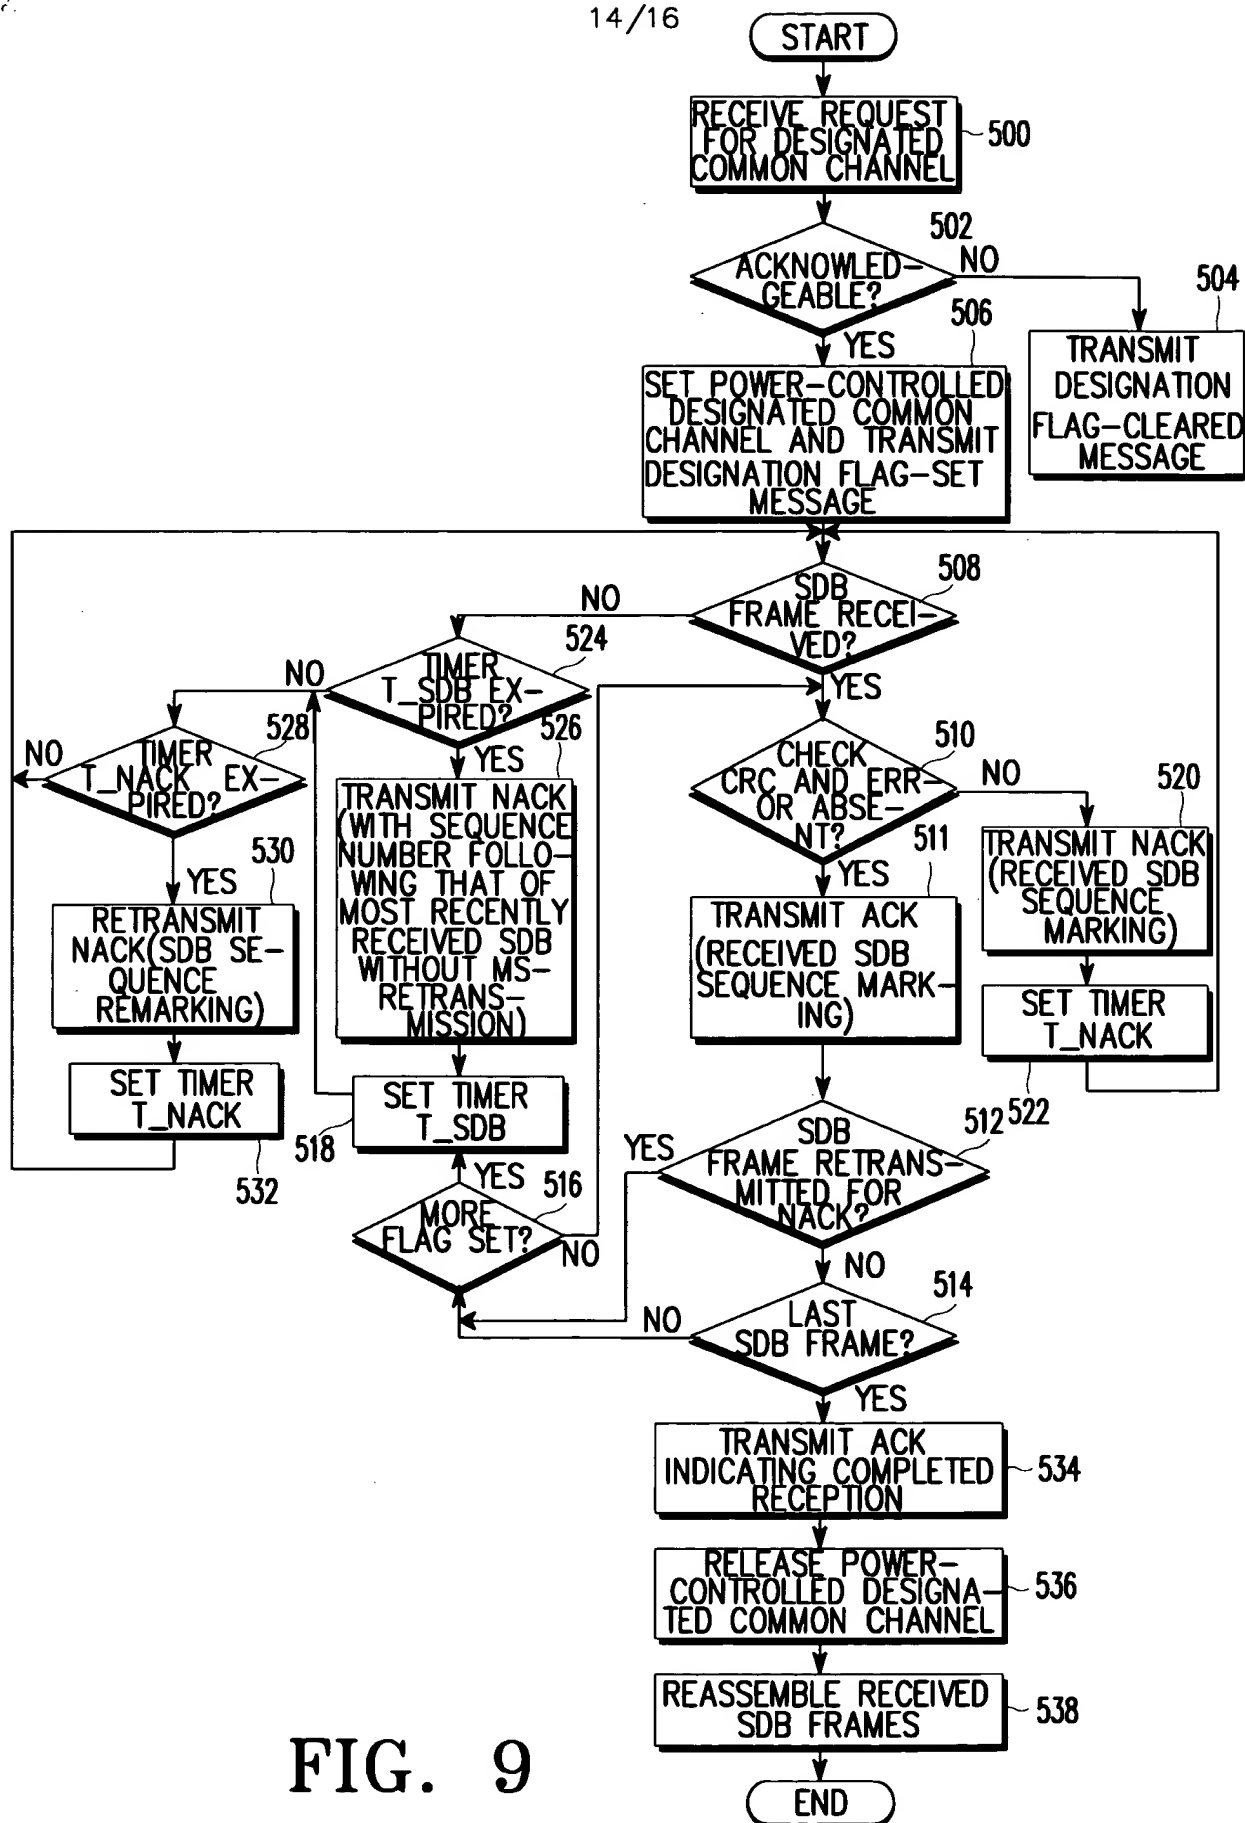 14/16
START
RECEIVE REQUEST
FOR DESIGNATED
COMMON CHANNEL
500
502
ACKNOWLED-
GEABLE?
NO
504
TRANSMIT
DESIGNATION
FLAG-CLEARED
MESSAGE
YES
506
SET POWER-CONTROLLED
DESIGNATED COMMON
CHANNEL AND TRANSMIT
DESIGNATION FLAG-SET
MESSAGE
508
SDB
FRAME RECEI-
VED?
NO
YES
524
TIMER
T_SDB EX-
PIRED?
NO
YES
526
528
TIMER
T_NACK EX-
PIRED?
NO
YES
530
RETRANSMIT
NACK(SDB SE-
QUENCE
REMARKING)
SET TIMER
T_NACK
532
TRANSMIT NACK
(WITH SEQUENCE
NUMBER FOLLO-
WING THAT OF
MOST RECENTLY
RECEIVED SDB
WITHOUT MS-
RETRANS-
MISSION)
SET TIMER
T_SDB
518
YES
516
MORE
FLAG SET?
NO
510
CHECK
CRC AND ERR-
OR ABSE-
NT?
NO
YES
511
TRANSMIT ACK
(RECEIVED SDB
SEQUENCE MARK-
ING)
520
TRANSMIT NACK
(RECEIVED SDB
SEQUENCE
MARKING)
SET TIMER
T_NACK
522
512
SDB
FRAME RETRANS-
MITTED FOR
NACK?
YES
NO
514
LAST
SDB FRAME?
NO
YES
TRANSMIT ACK
INDICATING COMPLETED
RECEPTION
534
RELEASE POWER-
CONTROLLED DESIGNA-
TED COMMON CHANNEL
536
REASSEMBLE RECEIVED
SDB FRAMES
538
END
FIG. 9